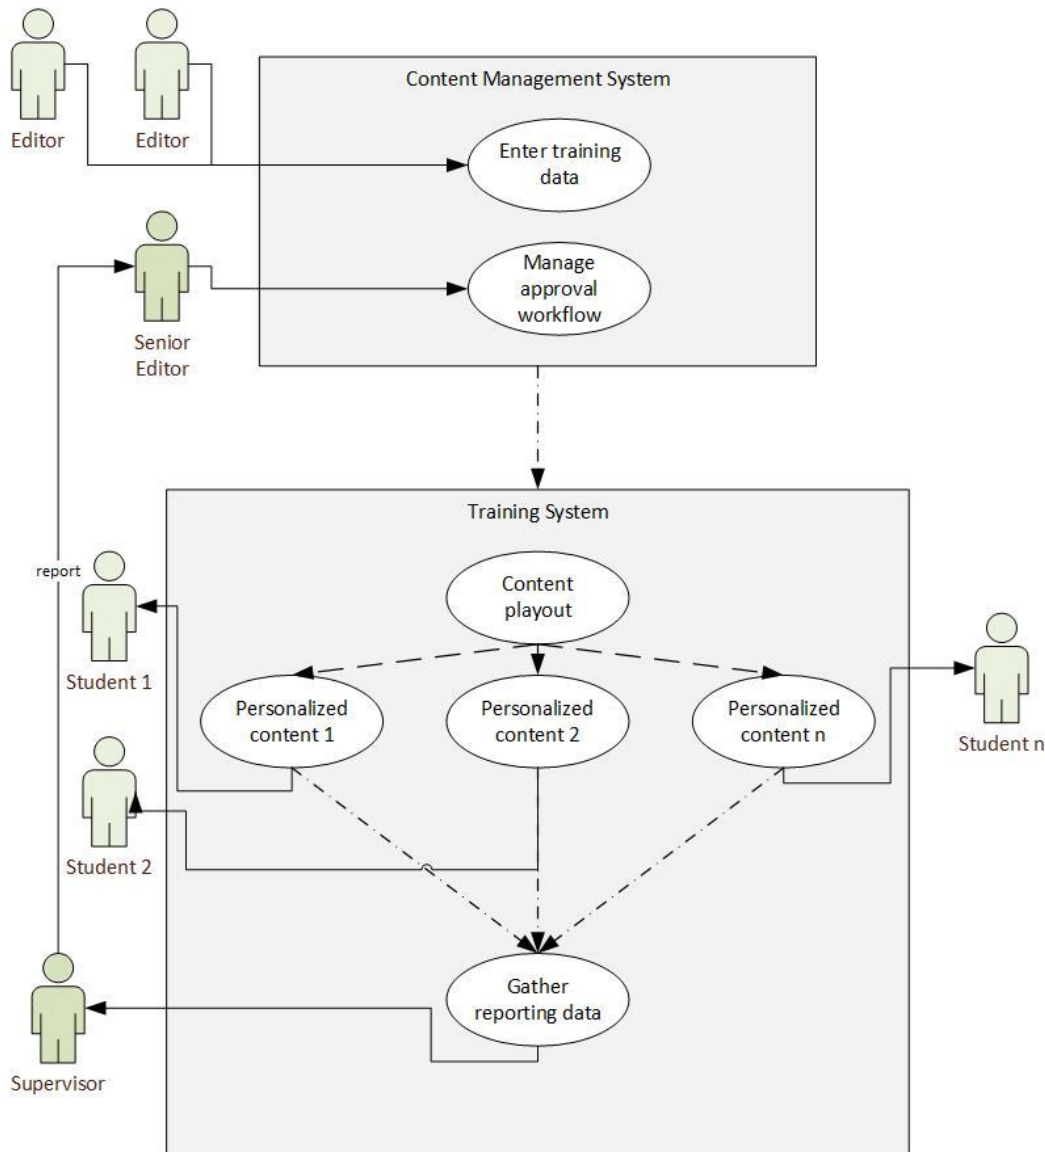 Editor
Editor
Content Management System
Enter training
data
Manage
approval
workflow
Senior
Editor
Training System
Content
playout
report
Student 1
Personalized
content 1
Personalized
content 2
Personalized
content n
Student n
Student 2
Gather
reporting data
Supervisor